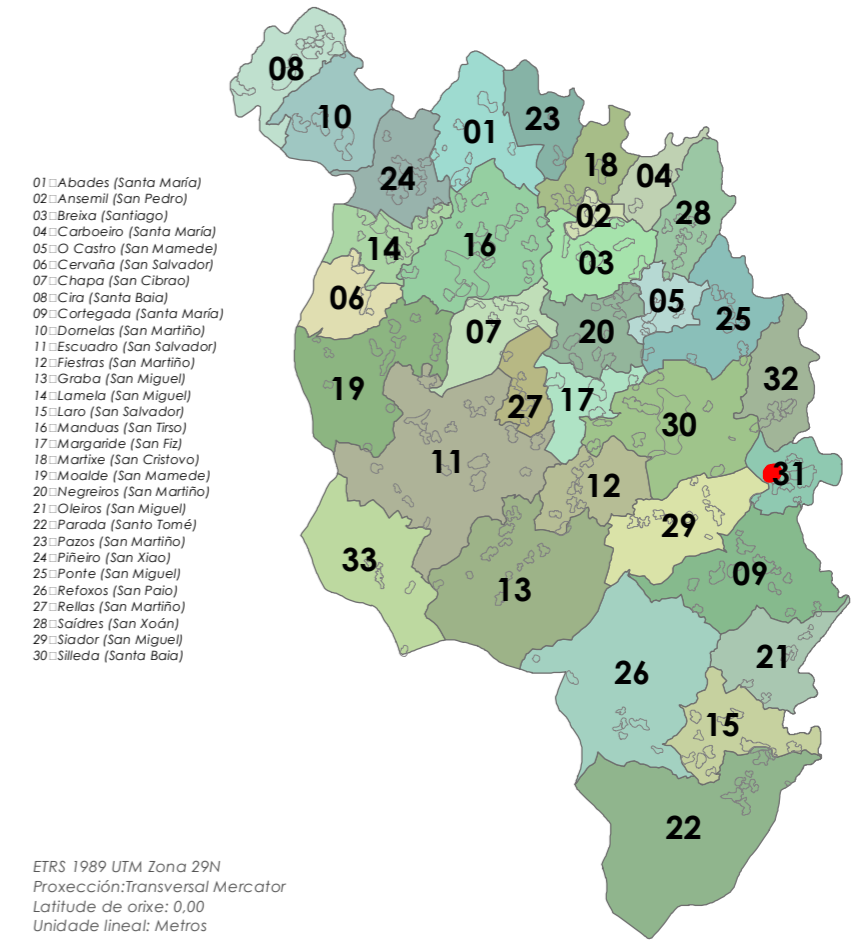 08
10
01
23
24
18
04
02
28
14
16
03
06
05
07
20
25
19
32
27
17
30
11
12
31
29
33
13
09
26
21
15
22
01□Abades (Santa María)
02□Ansemil (San Pedro)
03□Breixa (Santiago)
04□Carboeiro (Santa María)
05□O Castro (San Mamede)
06□Cervaña (San Salvador)
07□Chapa (San Cibrao)
08□Cira (Santa Baia)
09□Cortegada (Santa María)
10□Dornelas (San Martiño)
11□Escuadro (San Salvador)
12□Fiestras (San Martiño)
13□Graba (San Miguel)
14□Lamela (San Miguel)
15□Laro (San Salvador)
16□Manduas (San Tirso)
17□Margaride (San Fiz)
18□Martixe (San Cristovo)
19□Moalde (San Mamede)
20□Negreiros (San Martiño)
21□Oleiros (San Miguel)
22□Parada (Santo Tomé)
23□Pazos (San Martiño)
24□Piñeiro (San Xiao)
25□Ponte (San Miguel)
26□Refoxos (San Paio)
27□Rellas (San Martiño)
28□Saídres (San Xoán)
29□Siador (San Miguel)
30□Silleda (Santa Baia)
ETRS 1989 UTM Zona 29N
Proxección:Transversal Mercator
Latitude de orixe: 0,00
Unidade lineal: Metros